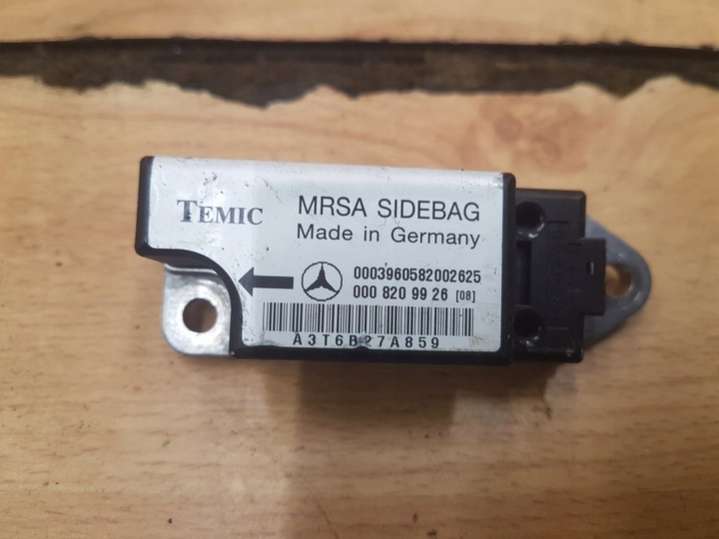 TEMIC
MRSA SIDEBAG
Made in Germany
0003960582002625
000 820 99 26 [08]
A3T6B27A859